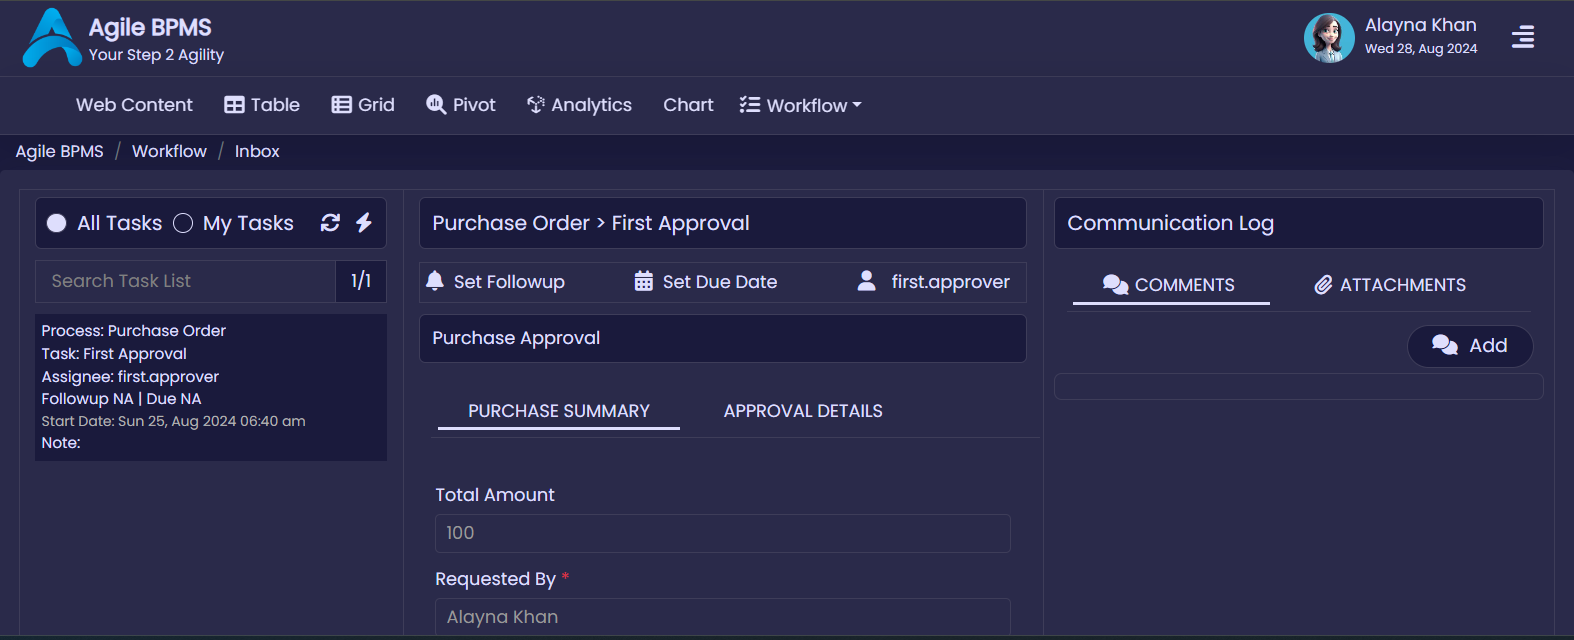 Agile BPMS
Your Step 2 Agility
Alayna Khan
Wed 28, Aug 2024
Web Content Table Grid Pivot Analytics Chart Workflow
Agile BPMS / Workflow / Inbox
All Tasks My Tasks
Search Task List 1/1
Process: Purchase Order
Task: First Approval
Assignee: first.approver
Followup NA | Due NA
Start Date: Sun 25, Aug 2024 06:40 am
Note:
Purchase Order > First Approval
Set Followup Set Due Date first.approver
Purchase Approval
PURCHASE SUMMARY APPROVAL DETAILS
Total Amount
100
Requested By *
Alayna Khan
Communication Log
COMMENTS ATTACHMENTS
Add